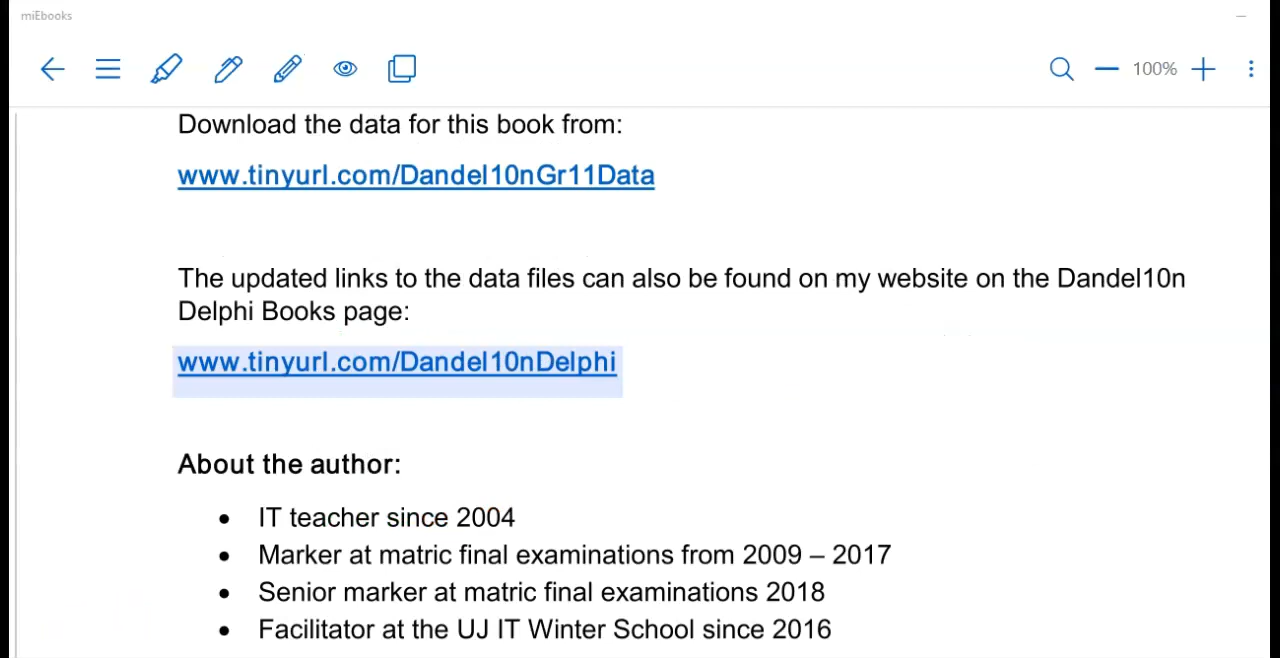 miEbooks
100%
Download the data for this book from:
www.tinyurl.com/Dandel10nGr11Data
The updated links to the data files can also be found on my website on the Dandel10n
Delphi Books page:
www.tinyurl.com/Dandel10nDelphi
About the author:
• IT teacher since 2004
• Marker at matric final examinations from 2009 – 2017
• Senior marker at matric final examinations 2018
• Facilitator at the UJ IT Winter School since 2016